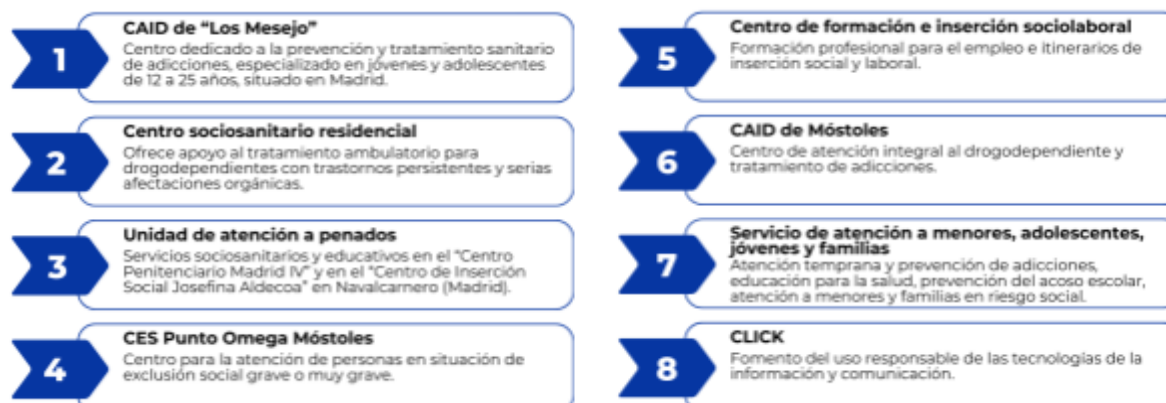 1
CAID de “Los Mesejo”
Centro dedicado a la prevención y tratamiento sanitario
de adicciones, especializado en jóvenes y adolescentes
de 12 a 25 años, situado en Madrid.
2
Centro sociosanitario residencial
Ofrece apoyo al tratamiento ambulatorio para
drogodependientes con trastornos persistentes y serias
afectaciones orgánicas.
3
Unidad de atención a penados
Servicios sociosanitarios y educativos en el “Centro
Penitenciario Madrid IV” y en el “Centro de Inserción
Social Josefina Aldecoa” en Navalcarnero (Madrid).
4
CES Punto Omega Móstoles
Centro para la atención de personas en situación de
exclusión social grave o muy grave.
5
Centro de formación e inserción sociolaboral
Formación profesional para el empleo e itinerarios de
inserción social y laboral.
6
CAID de Móstoles
Centro de atención integral al drogodependiente y
tratamiento de adicciones.
7
Servicio de atención a menores, adolescentes,
jóvenes y familias
Atención temprana y prevención de adicciones,
educación para la salud, prevención del acoso escolar,
atención a menores y familias en riesgo social.
8
CLICK
Fomento del uso responsable de las tecnologías de la
información y comunicación.